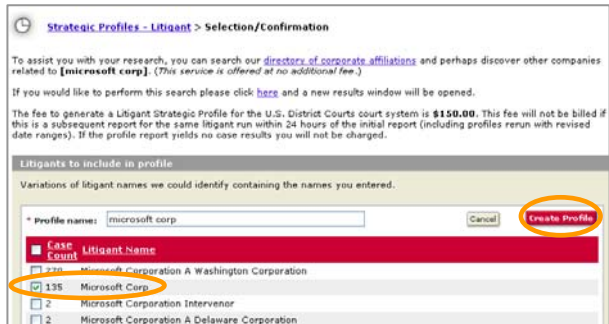 Strategic Profiles - Litigant > Selection/Confirmation
To assist you with your research, you can search our directory of corporate affiliations and perhaps discover other companies
related to [microsoft corp]. (This service is offered at no additional fee.)
If you would like to perform this search please click here and a new results window will be opened.
The fee to generate a Litigant Strategic Profile for the U.S. District Courts court system is $150.00. This fee will not be billed if
this is a subsequent report for the same litigant run within 24 hours of the initial report (including profiles rerun with revised
date ranges). If the profile report yields no case results you will not be charged.
Litigants to include in profile
Variations of litigant names we could identify containing the names you entered.
* Profile name: microsoft corp Cancel Create Profile
Case Count Litigant Name
Microsoft Corporation A Washington Corporation
135 Microsoft Corp
2 Microsoft Corporation Intervenor
2 Microsoft Corporation A Delaware Corporation